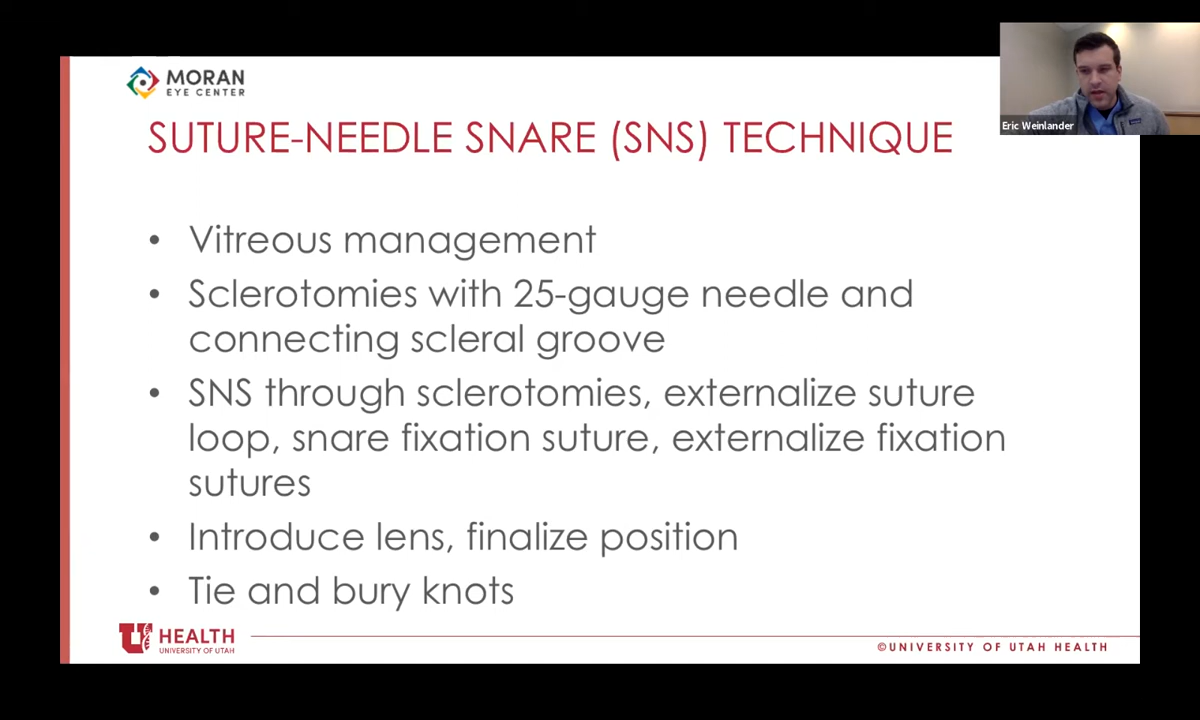 MORAN
EYE CENTER
Eric Weinlander
SUTURE-NEEDLE SNARE (SNS) TECHNIQUE
• Vitreous management
• Sclerotomies with 25-gauge needle and
connecting scleral groove
• SNS through sclerotomies, externalize suture
loop, snare fixation suture, externalize fixation
sutures
• Introduce lens, finalize position
• Tie and bury knots
U HEALTH
UNIVERSITY OF UTAH
©UNIVERSITY OF UTAH HEALTH